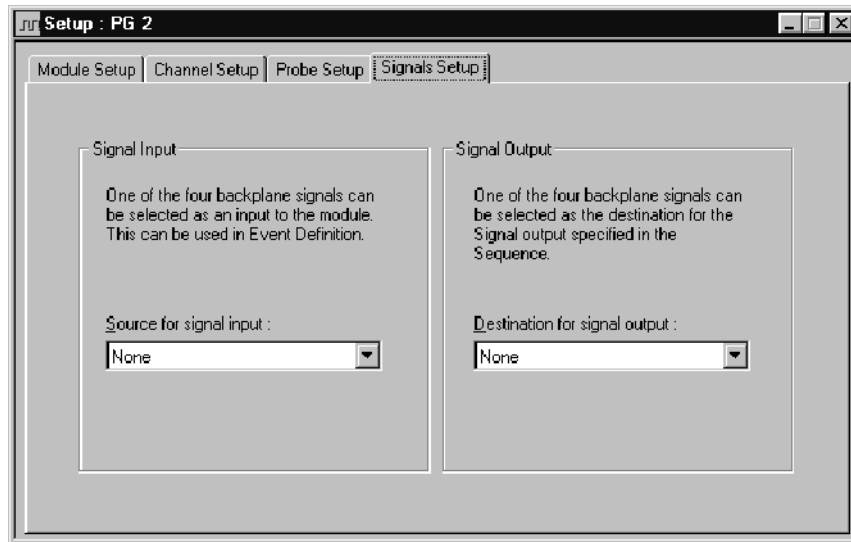 Setup : PG 2
Module Setup
Channel Setup
Probe Setup
Signals Setup
Signal Input
One of the four backplane signals can
be selected as an input to the module.
This can be used in Event Definition.
Source for signal input :
None
Signal Output
One of the four backplane signals can
be selected as the destination for the
Signal output specified in the
Sequence.
Destination for signal output :
None